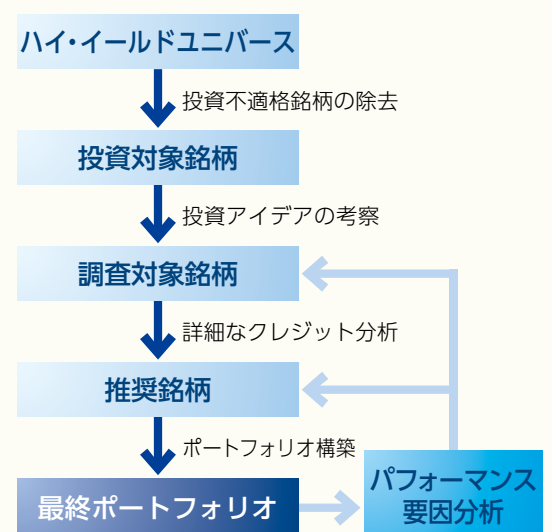 ハイ・イールドユニバース
投資不適格銘柄の除去
投資対象銘柄
投資アイデアの考察
調査対象銘柄
詳細なクレジット分析
推奨銘柄
ポートフォリオ構築
最終ポートフォリオ
パフォーマンス
要因分析